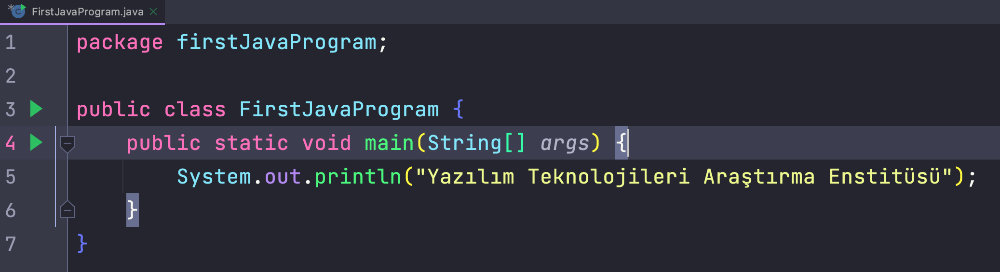 FirstJavaProgram.java
1 package firstJavaProgram;
2
3 public class FirstJavaProgram {
4 public static void main(String[] args) {
5 System.out.println("Yazılım Teknolojileri Araştırma Enstitüsü");
6 }
7 }